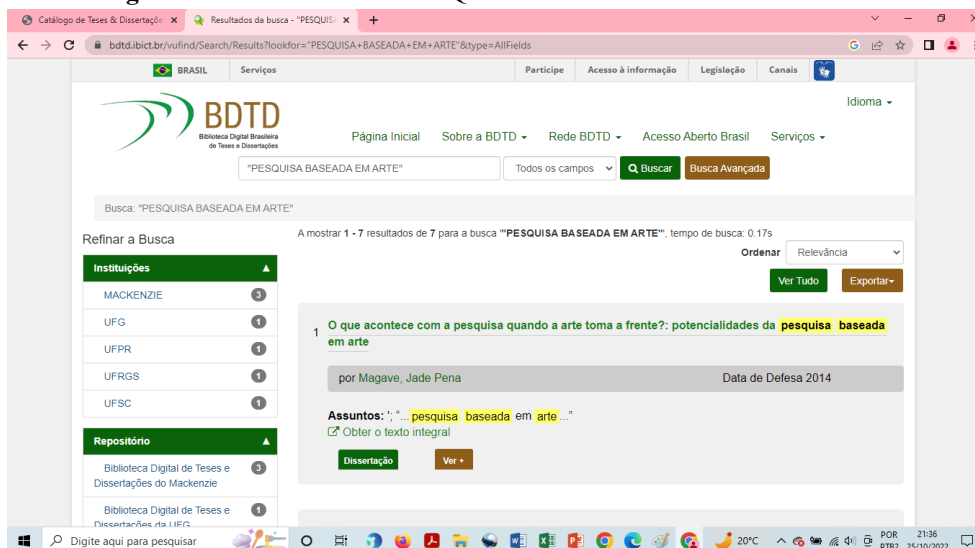 Catálogo de Teses & Dissertaçõe
Resultados da busca - "PESQUIS
bdtd.ibict.br/vufind/Search/Results?lookfor="PESQUISA+BASEADA+EM+ARTE"&type=AllFields
BRASIL Serviços Participe Acesso à informação Legislação Canais
Idioma
BDTD
Biblioteca Digital Brasileira
de Teses e Dissertações
Página Inicial Sobre a BDTD Rede BDTD Acesso Aberto Brasil Serviços
"PESQUISA BASEADA EM ARTE" Todos os campos Buscar Busca Avançada
Busca: "PESQUISA BASEADA EM ARTE"
Refinar a Busca
A mostrar 1 - 7 resultados de 7 para a busca '"PESQUISA BASEADA EM ARTE"', tempo de busca: 0.17s
Ordenar Relevância
Ver Tudo Exportar
Instituições
MACKENZIE 3
UFG 1
UFPR 1
UFRGS 1
UFSC 1
1 O que acontece com a pesquisa quando a arte toma a frente?: potencialidades da pesquisa baseada
em arte
por Magave, Jade Pena Data de Defesa 2014
Assuntos: '; "... pesquisa baseada em arte ..."
Obter o texto integral
Dissertação Ver +
Repositório
Biblioteca Digital de Teses e 3
Dissertações do Mackenzie
Biblioteca Digital de Teses e 1
Dissertações da UFG
Digite aqui para pesquisar
20°C
POR
PTB2
21:36
25/10/2022